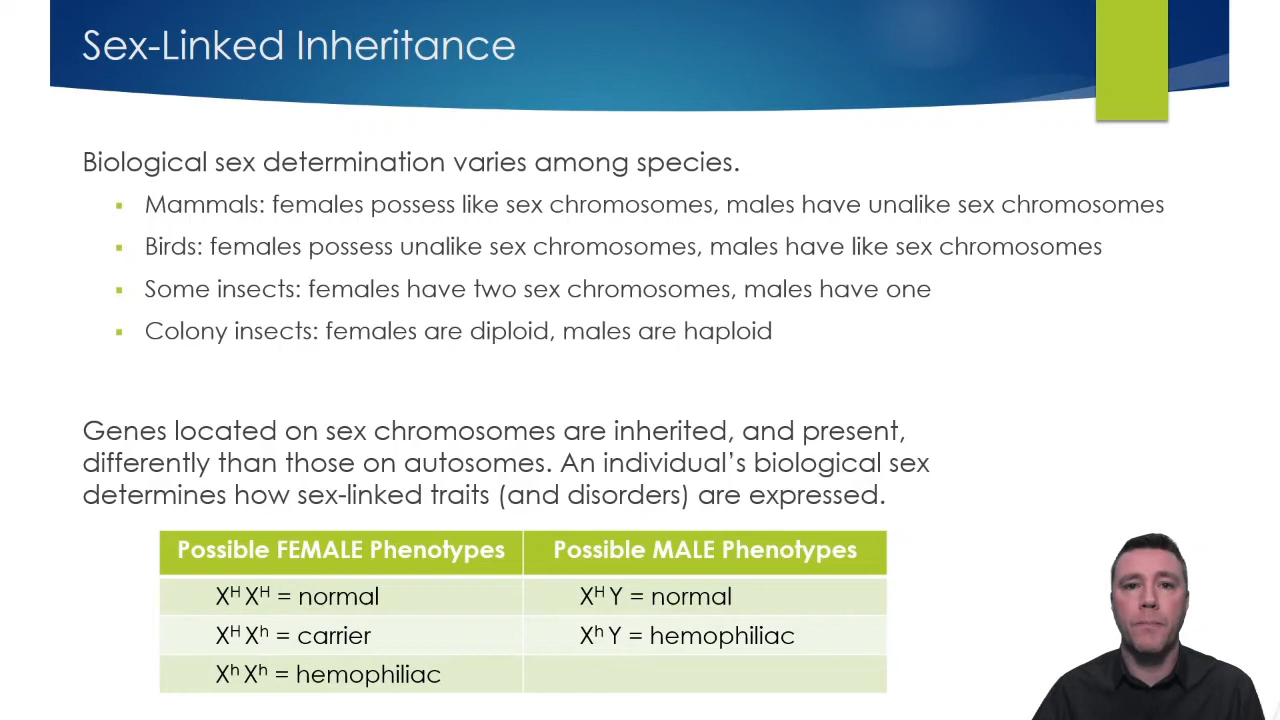 Sex-Linked Inheritance
Biological sex determination varies among species.
▪ Mammals: females possess like sex chromosomes, males have unalike sex chromosomes
▪ Birds: females possess unalike sex chromosomes, males have like sex chromosomes
▪ Some insects: females have two sex chromosomes, males have one
▪ Colony insects: females are diploid, males are haploid
Genes located on sex chromosomes are inherited, and present,
differently than those on autosomes. An individual’s biological sex
determines how sex-linked traits (and disorders) are expressed.
Possible FEMALE Phenotypes Possible MALE Phenotypes
Xᴴ Xᴴ = normal Xᴴ Y = normal
Xᴴ Xʰ = carrier Xʰ Y = hemophiliac
Xʰ Xʰ = hemophiliac